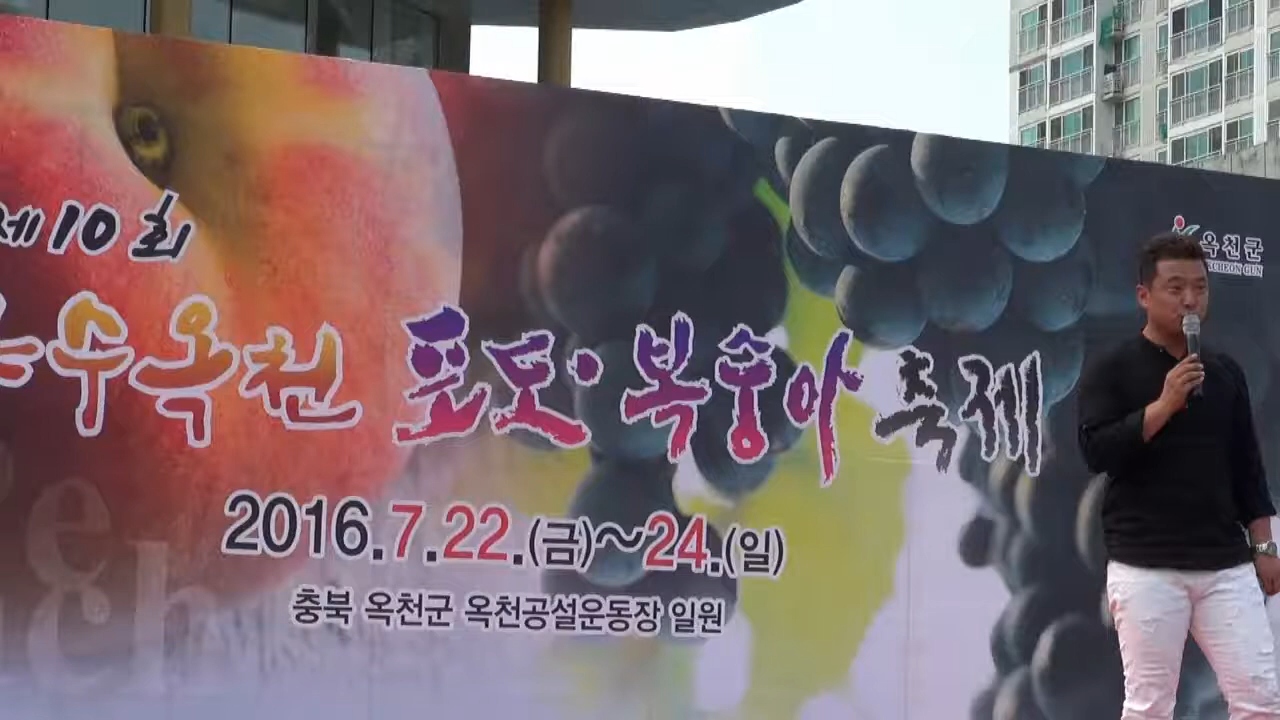 제10회
수옥천 포도·복숭아 축제
2016.7.22.(금)~24.(일)
충북 옥천군 옥천공설운동장 일원
옥천군